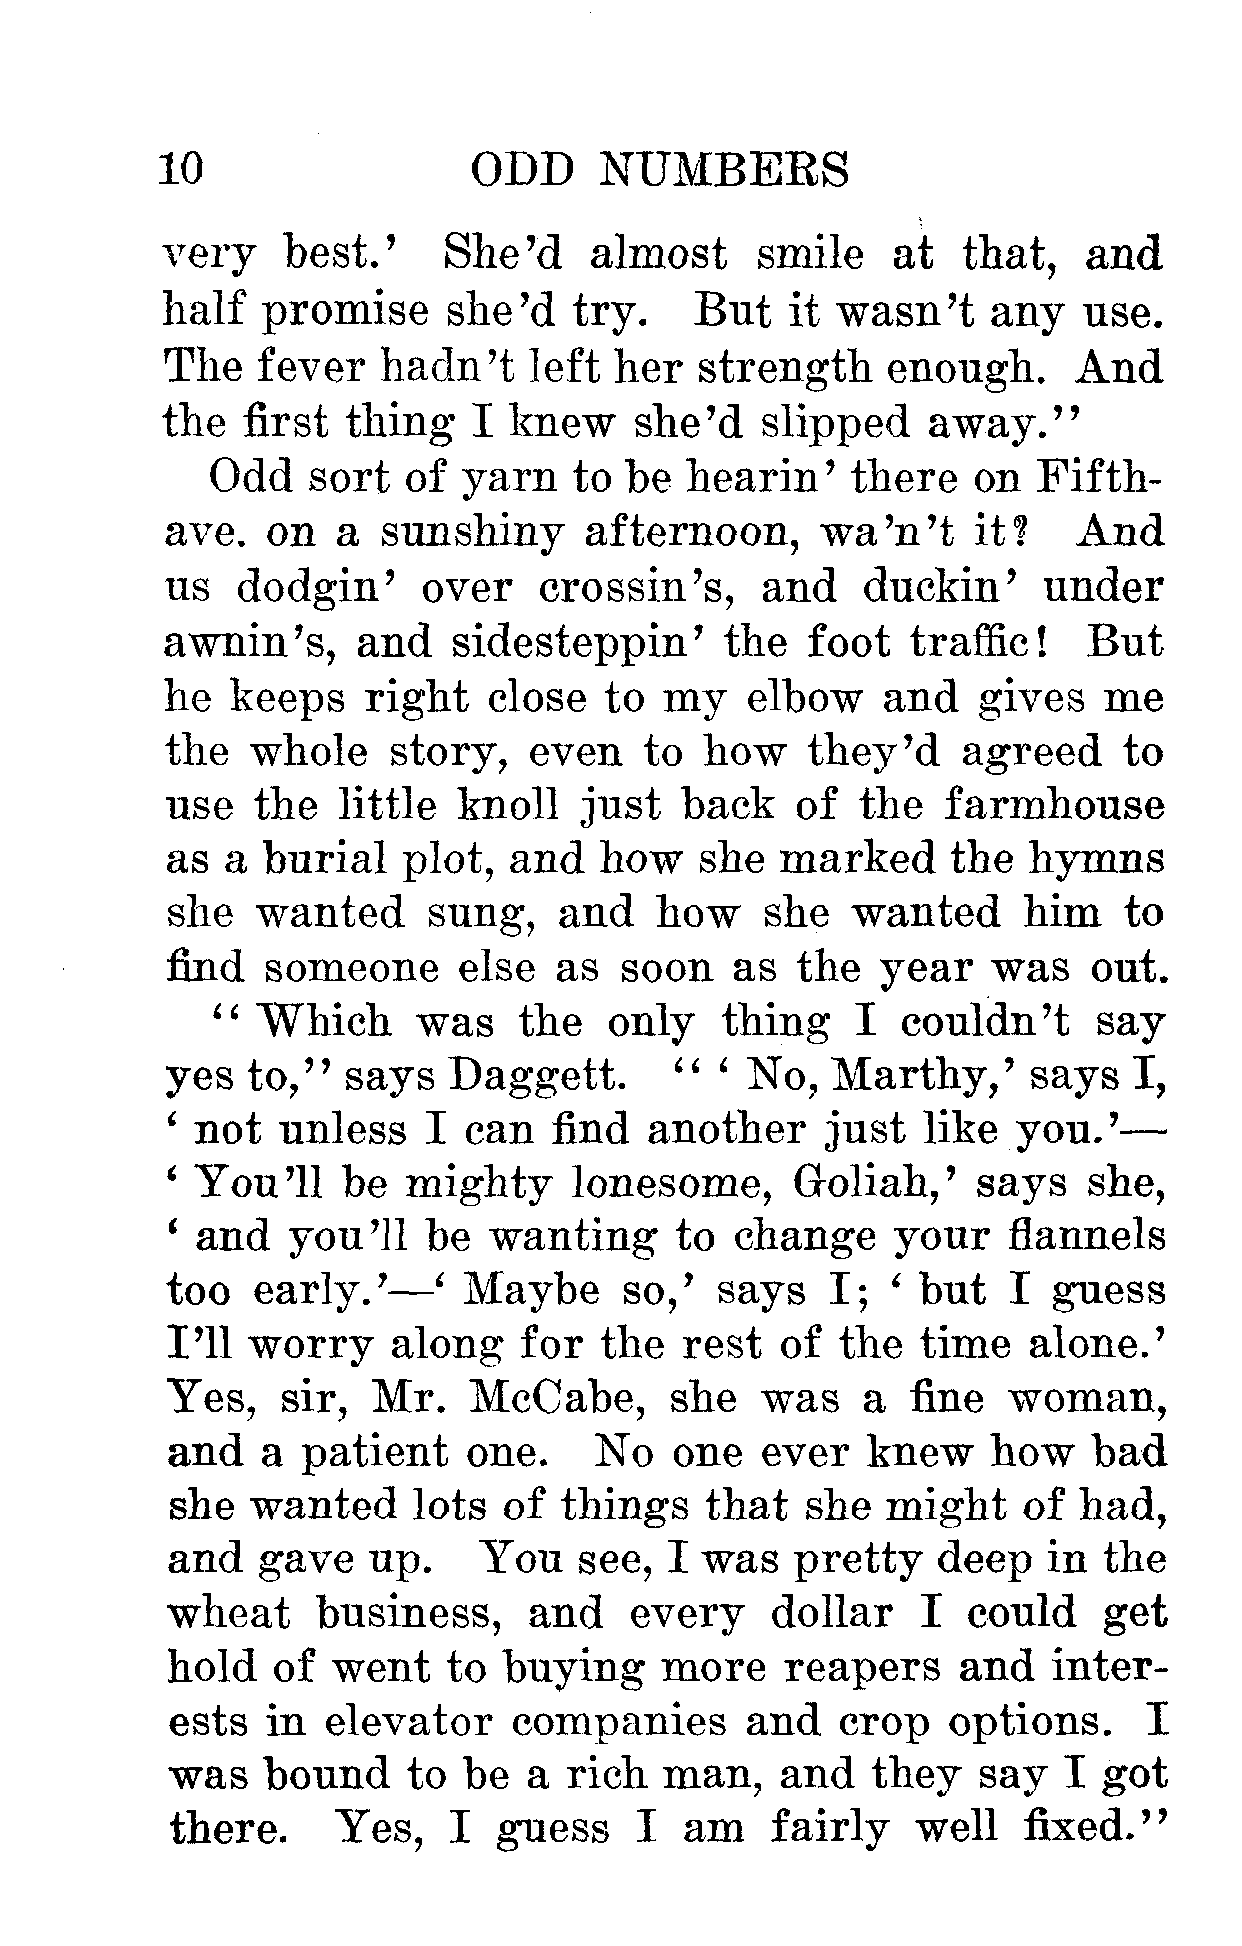 10 ODD NUMBERS
very best.' She'd almost smile at that, and
half promise she'd try. But it wasn't any use.
The fever hadn't left her strength enough. And
the first thing I knew she'd slipped away."
Odd sort of yarn to be hearin' there on Fifth-
ave. on a sunshiny afternoon, wa'n't it? And
us dodgin' over crossin's, and duckin' under
awnin's, and sidesteppin' the foot traffic! But
he keeps right close to my elbow and gives me
the whole story, even to how they'd agreed to
use the little knoll just back of the farmhouse
as a burial plot, and how she marked the hymns
she wanted sung, and how she wanted him to
find someone else as soon as the year was out.
"Which was the only thing I couldn't say
yes to," says Daggett. "'No, Marthy,' says I,
'not unless I can find another just like you.'—
'You'll be mighty lonesome, Goliah,' says she,
'and you'll be wanting to change your flannels
too early.'—'Maybe so,' says I; 'but I guess
I'll worry along for the rest of the time alone.'
Yes, sir, Mr. McCabe, she was a fine woman,
and a patient one. No one ever knew how bad
she wanted lots of things that she might of had,
and gave up. You see, I was pretty deep in the
wheat business, and every dollar I could get
hold of went to buying more reapers and inter-
ests in elevator companies and crop options. I
was bound to be a rich man, and they say I got
there. Yes, I guess I am fairly well fixed."